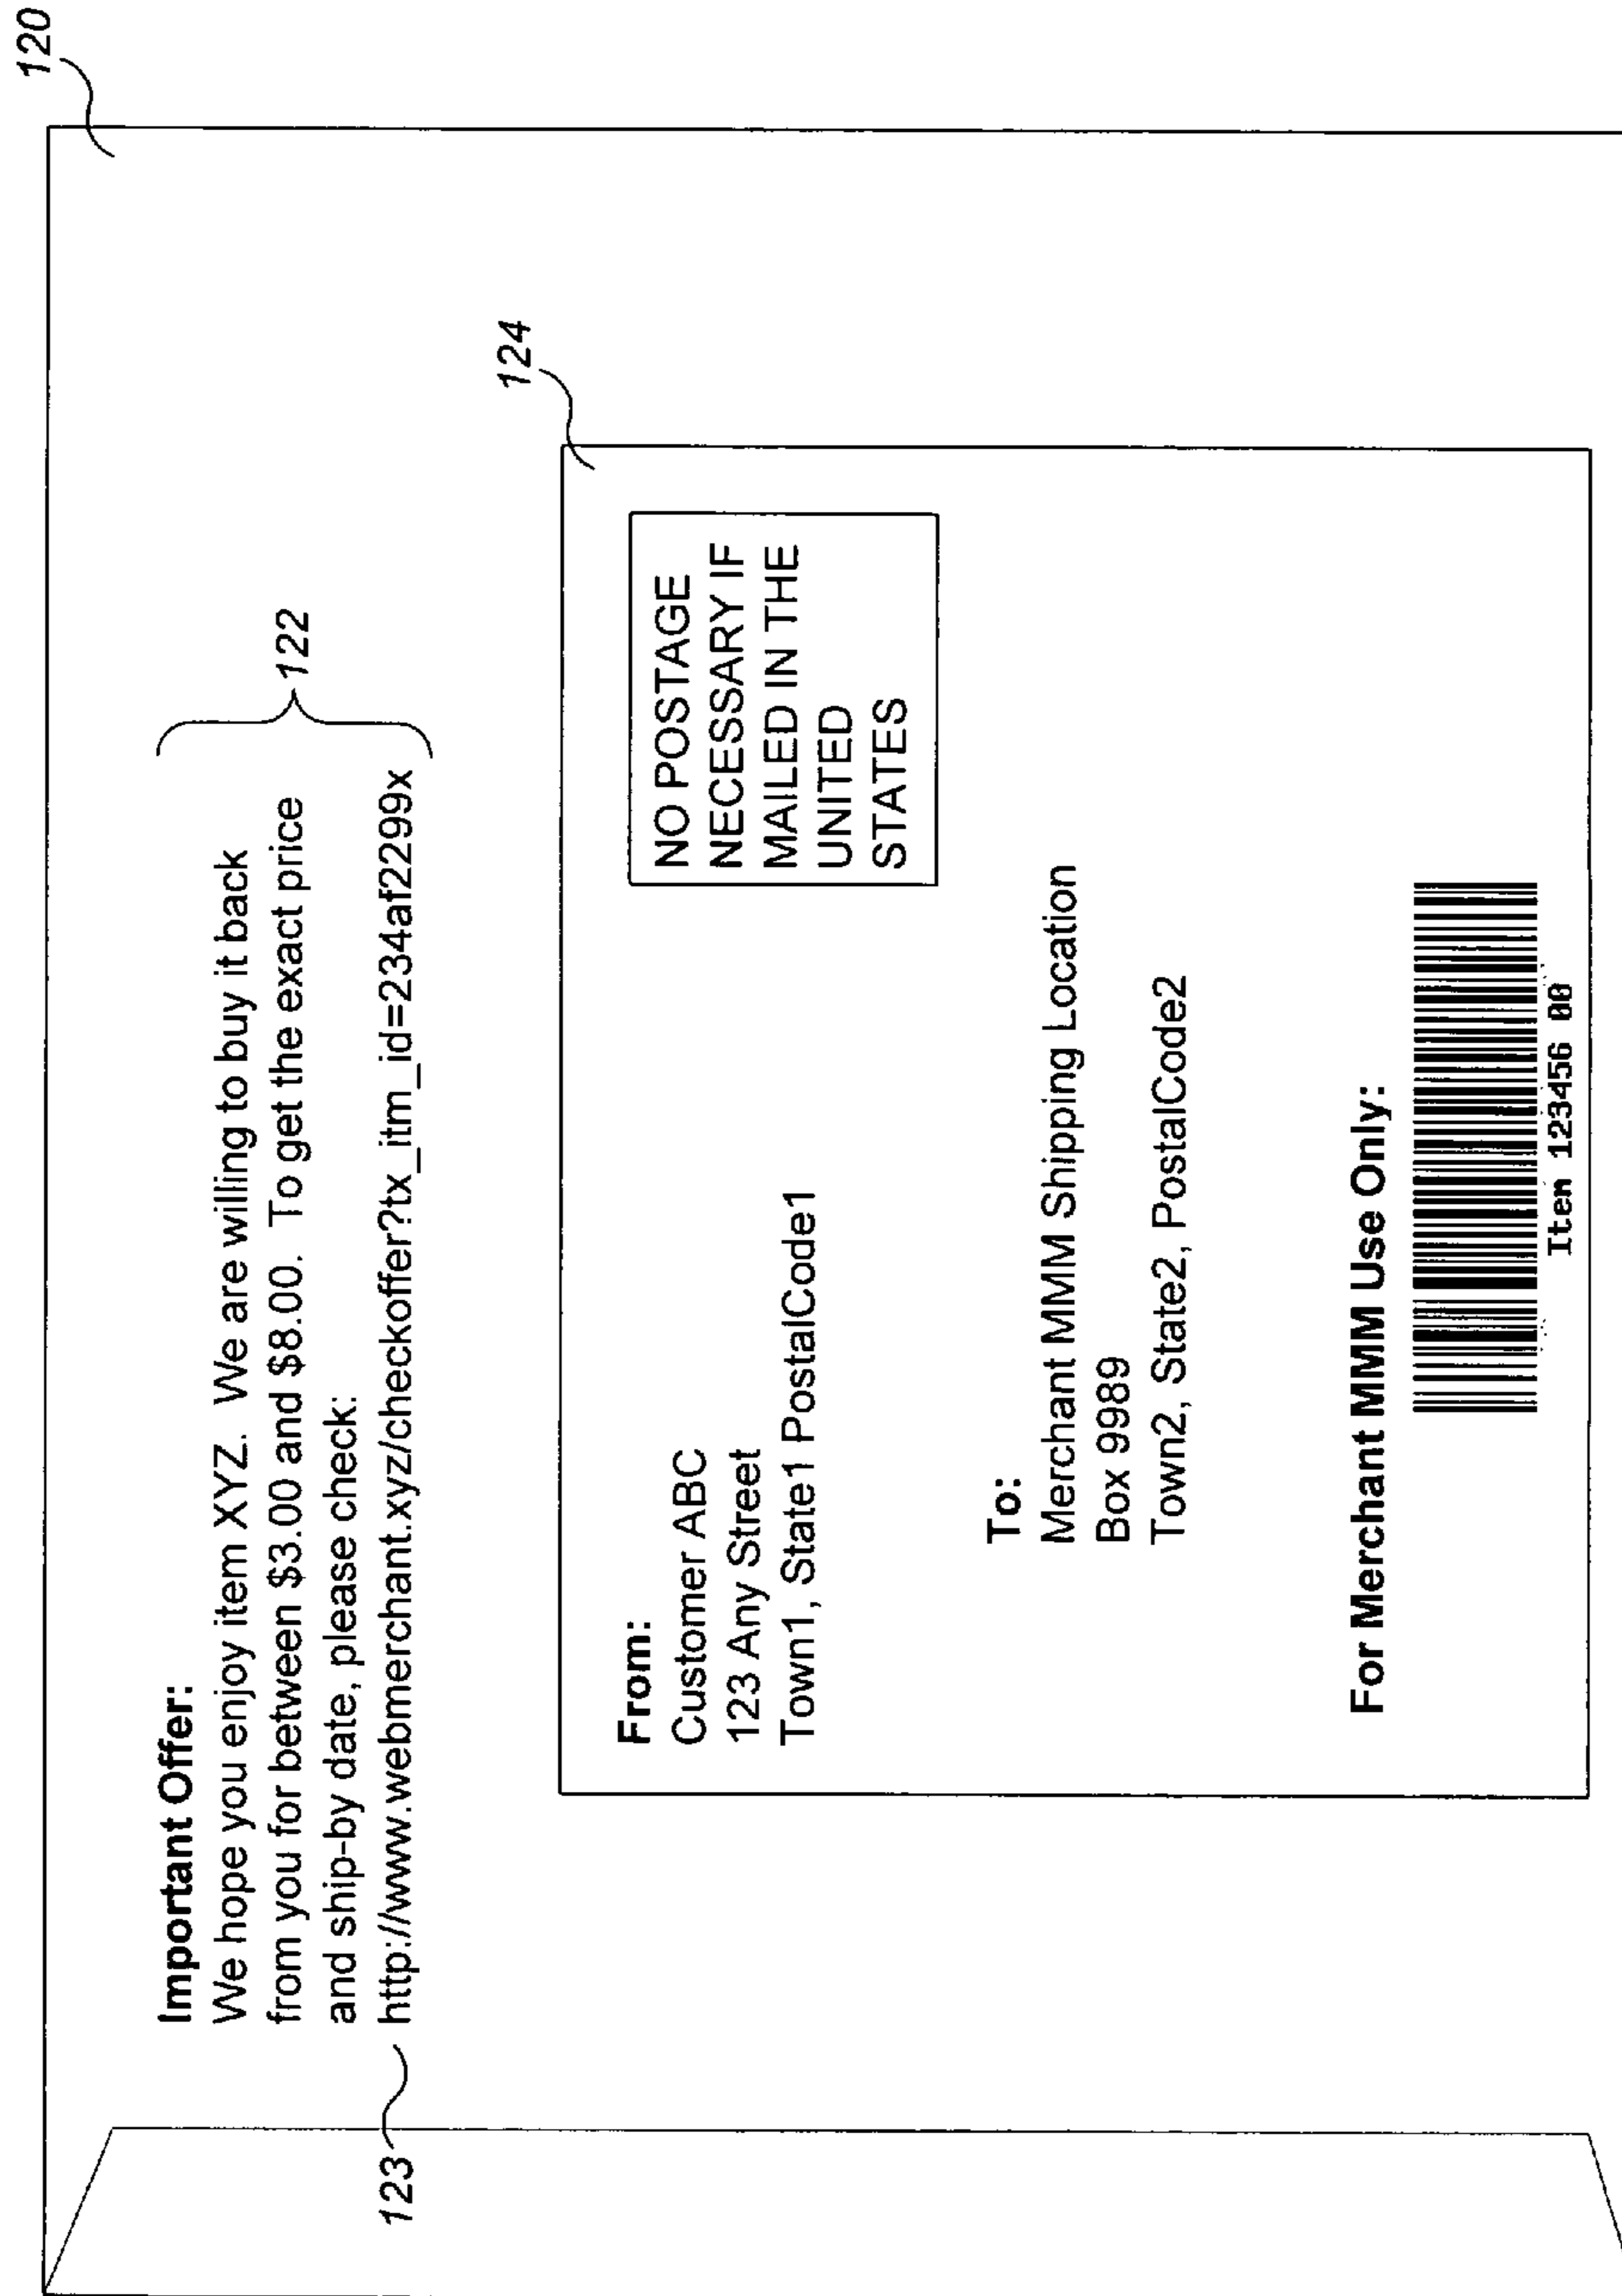 120
Important Offer:
We hope you enjoy item XYZ. We are willing to buy it back
from you for between $3.00 and $8.00. To get the exact price
and ship-by date, please check:
http://www.webmerchant.xyz/checkoffer?tx_itm_id=234af2299x
122
123
124
From:
Customer ABC
123 Any Street
Town1, State1 PostalCode1
NO POSTAGE
NECESSARY IF
MAILED IN THE
UNITED
STATES
To:
Merchant MMM Shipping Location
Box 9989
Town2, State2, PostalCode2
For Merchant MMM Use Only:
Item 123456 00